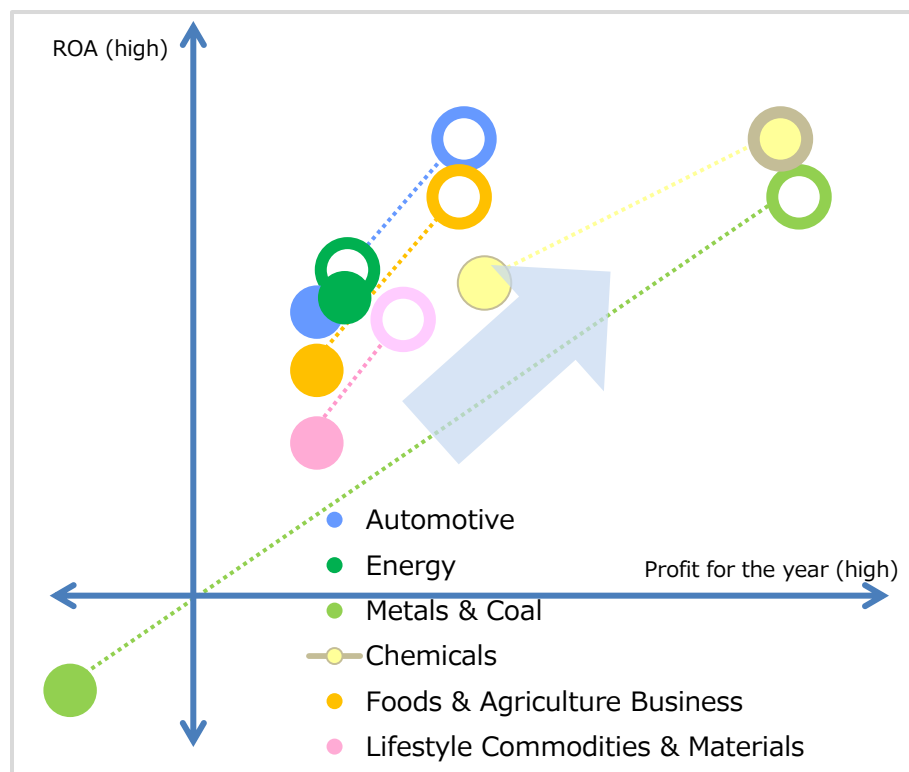 ROA (high)
Automotive
Energy
Profit for the year (high)
Metals & Coal
Chemicals
Foods & Agriculture Business
Lifestyle Commodities & Materials